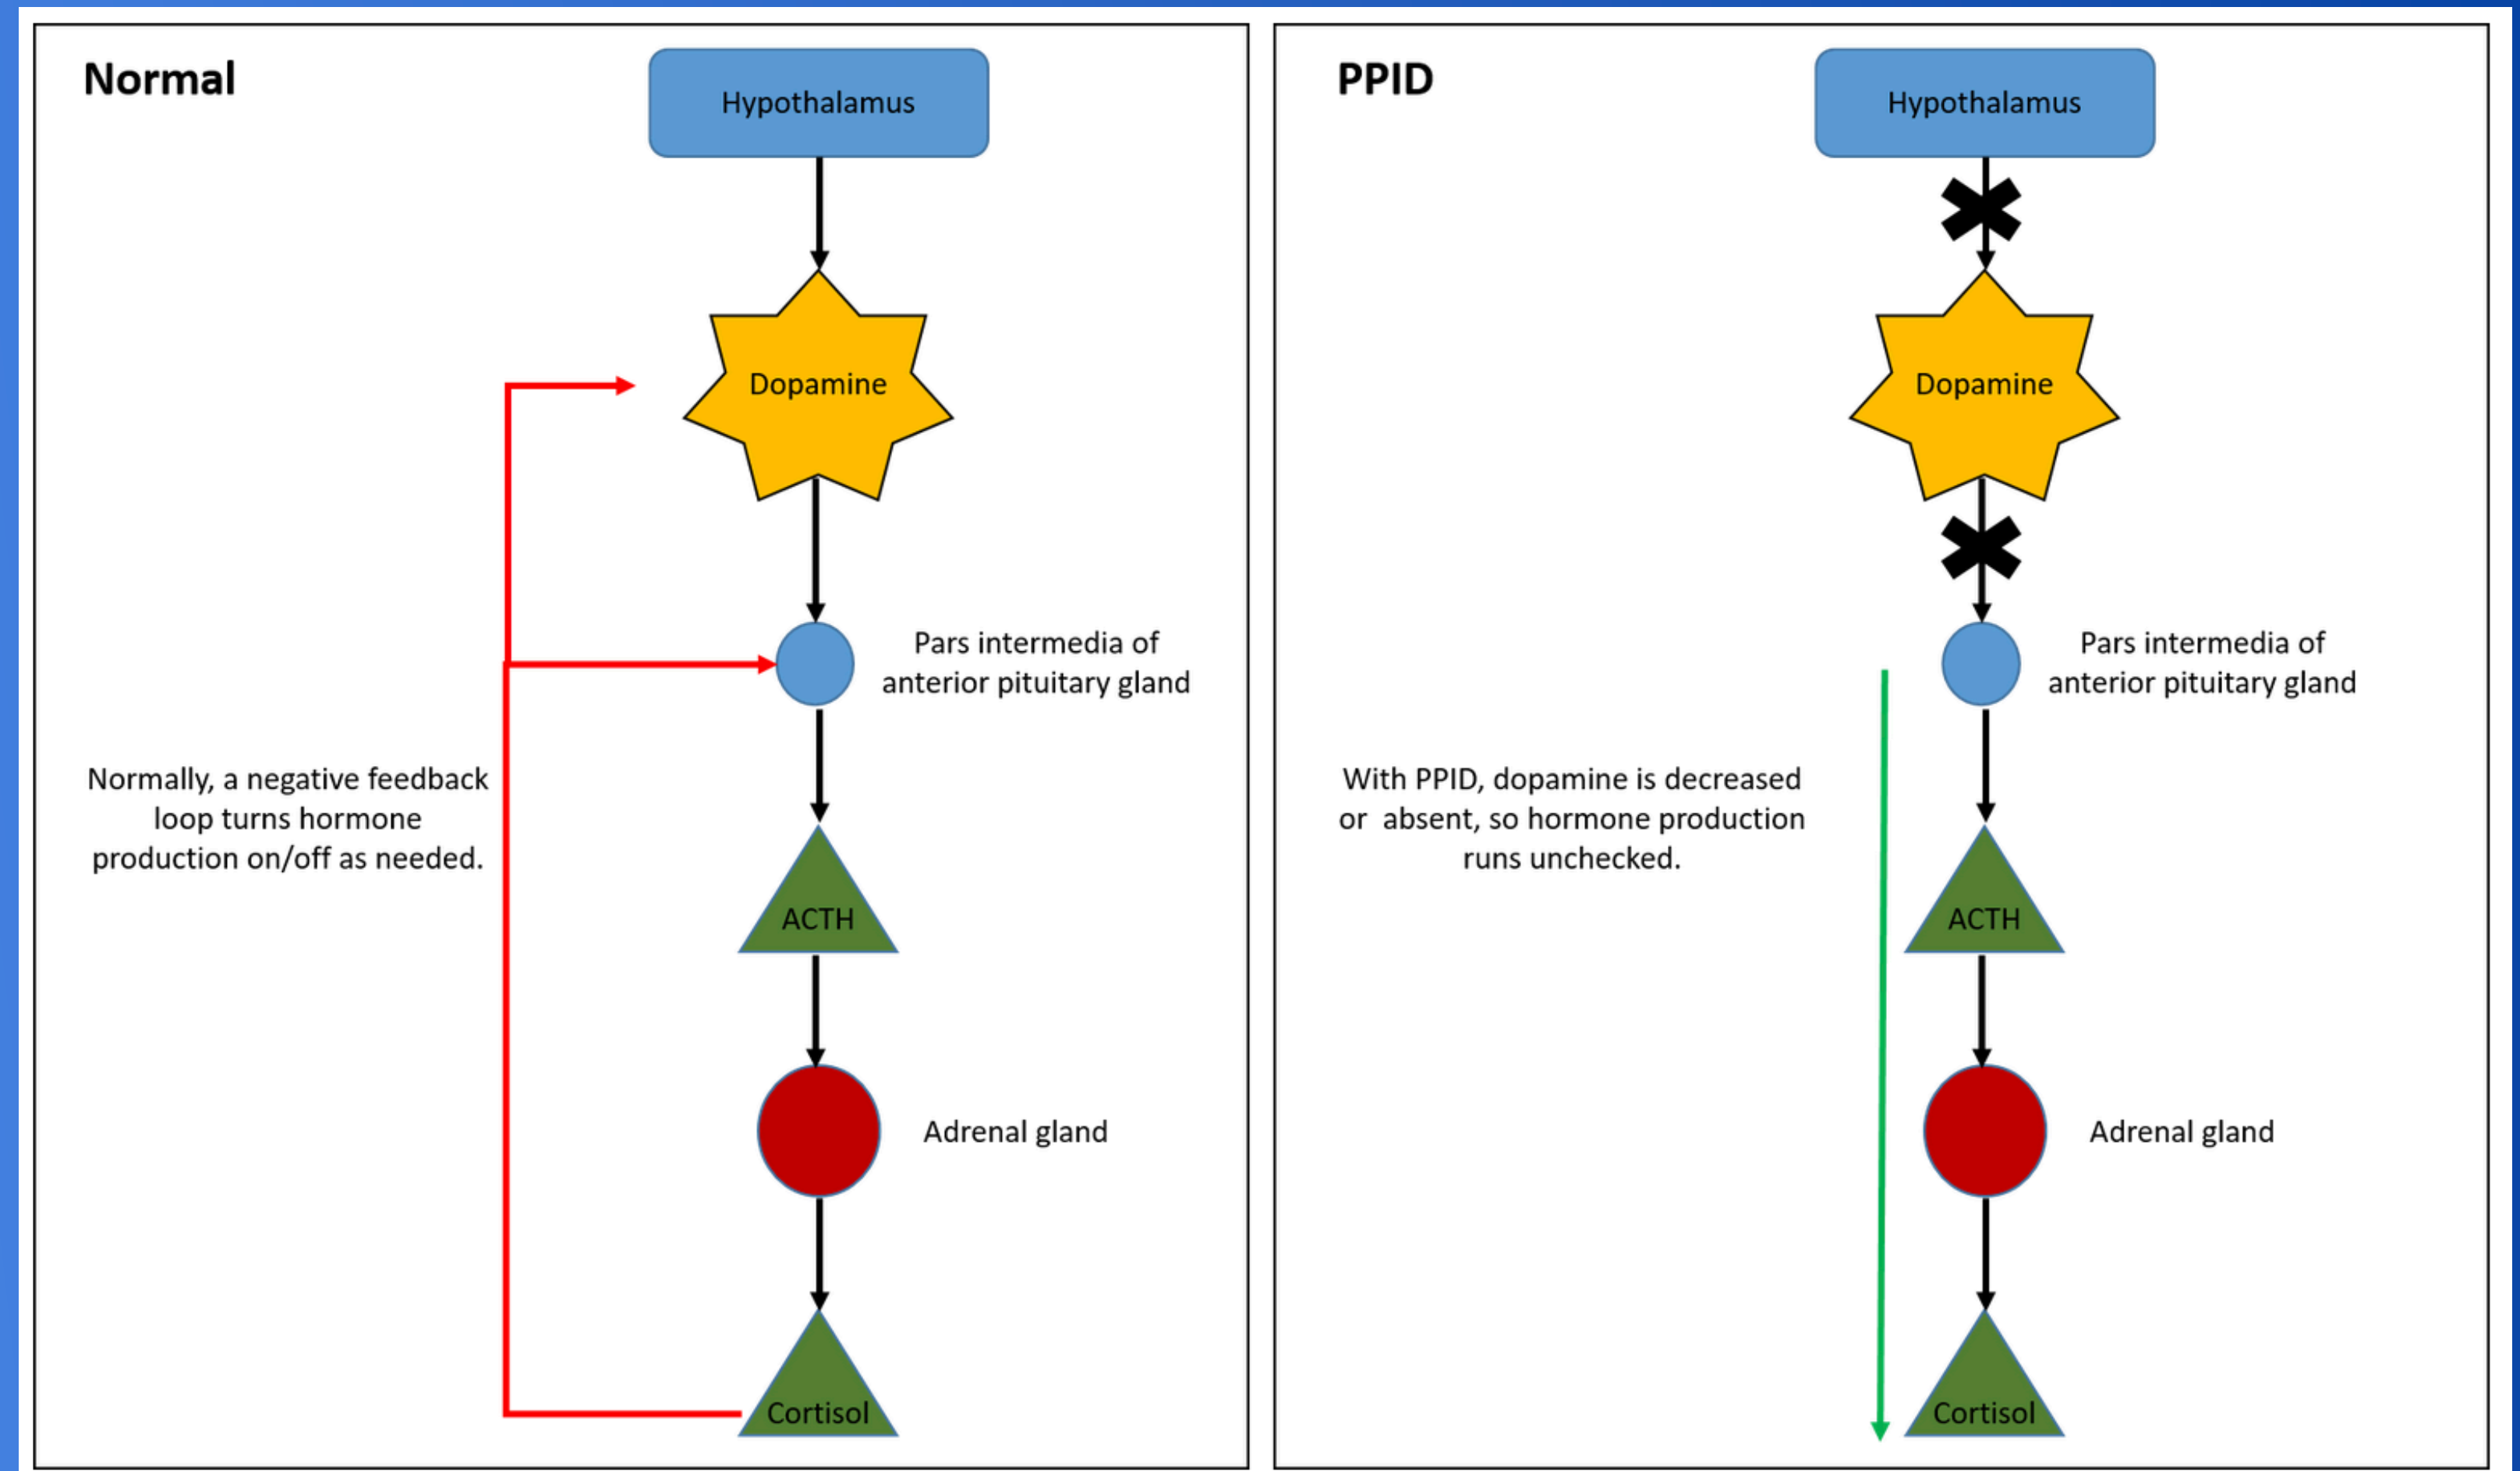 Normal
Hypothalamus
Dopamine
Pars intermedia of
anterior pituitary gland
Normally, a negative feedback
loop turns hormone
production on/off as needed.
ACTH
Adrenal gland
Cortisol
PPID
Hypothalamus
Dopamine
Pars intermedia of
anterior pituitary gland
With PPID, dopamine is decreased
or  absent, so hormone production
runs unchecked.
ACTH
Adrenal gland
Cortisol